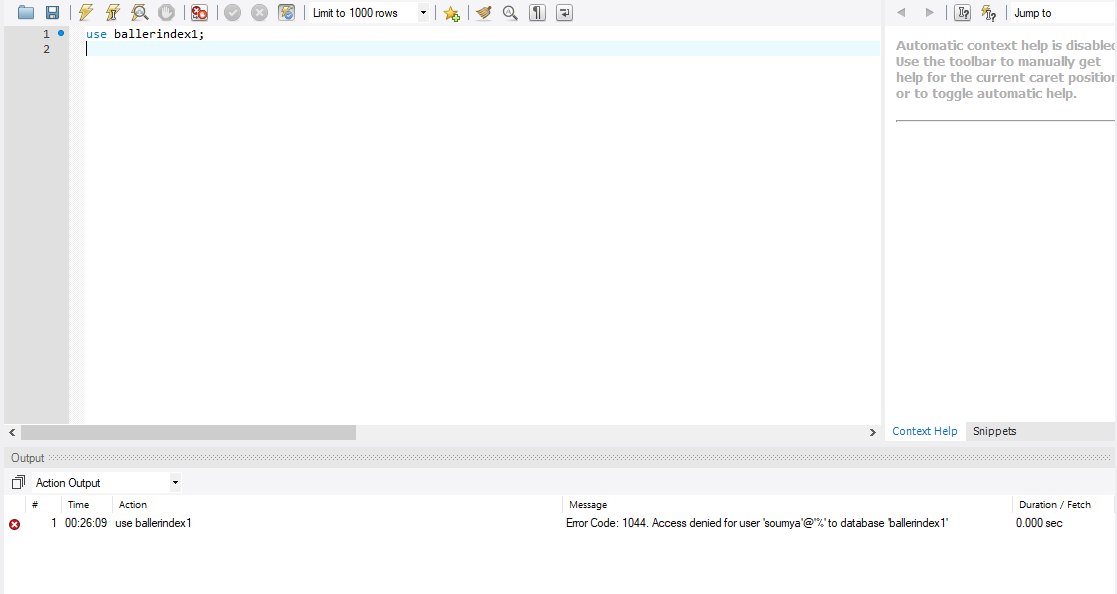 Limit to 1000 rows
Jump to
1 use ballerindex1;
2
Automatic context help is disabled
Use the toolbar to manually get
help for the current caret position
or to toggle automatic help.
Context Help Snippets
Output
Action Output
# Time Action Message Duration / Fetch
1 00:26:09 use ballerindex1 Error Code: 1044. Access denied for user 'soumya'@'%' to database 'ballerindex1' 0.000 sec